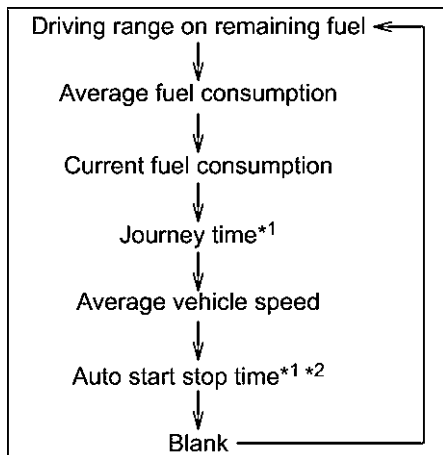 Driving range on remaining fuel
Average fuel consumption
Current fuel consumption
Journey time*1
Average vehicle speed
Auto start stop time*1 *2
Blank